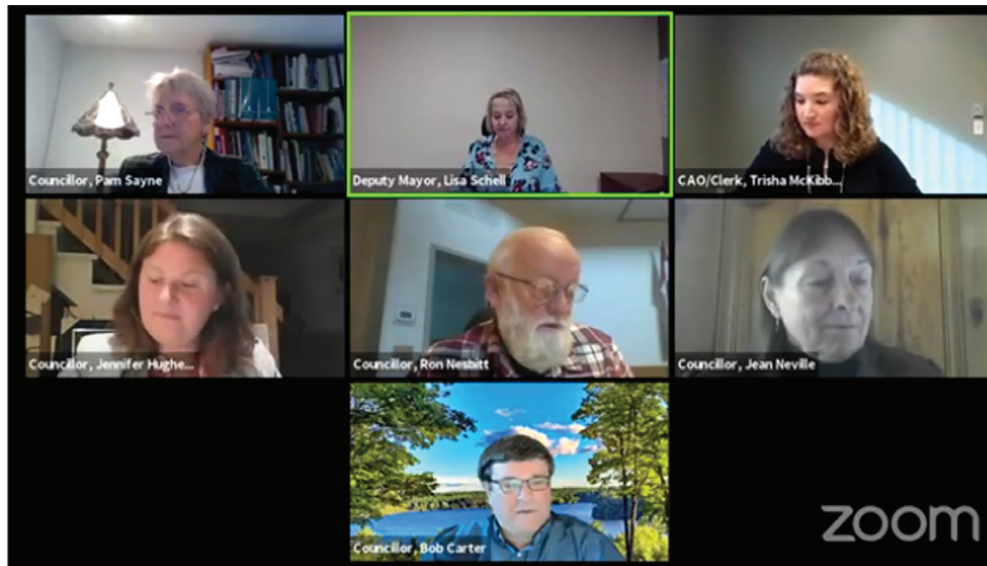 Councillor, Pam Sayne
Deputy Mayor, Lisa Schell
CAO/Clerk, Trisha McKibb...
Councillor, Jennifer Hughe...
Councillor, Ron Nesbitt
Councillor, Jean Neville
Councillor, Bob Carter
zoom